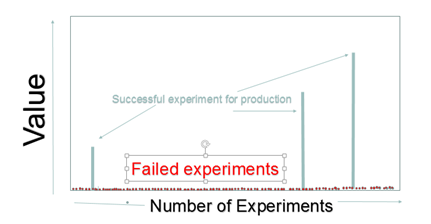 Value
Successful experiment for production
Failed experiments
Number of Experiments